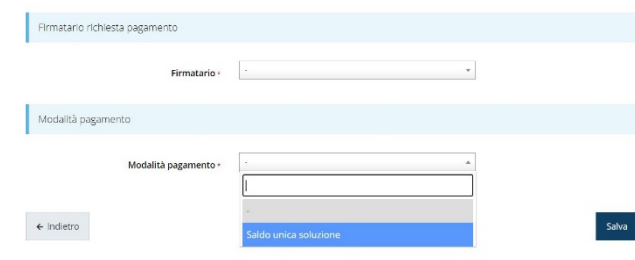 Firmatario richiesta pagamento
Firmatario * -
Modalità pagamento
Modalità pagamento * -
-
Saldo unica soluzione
← Indietro
Salva